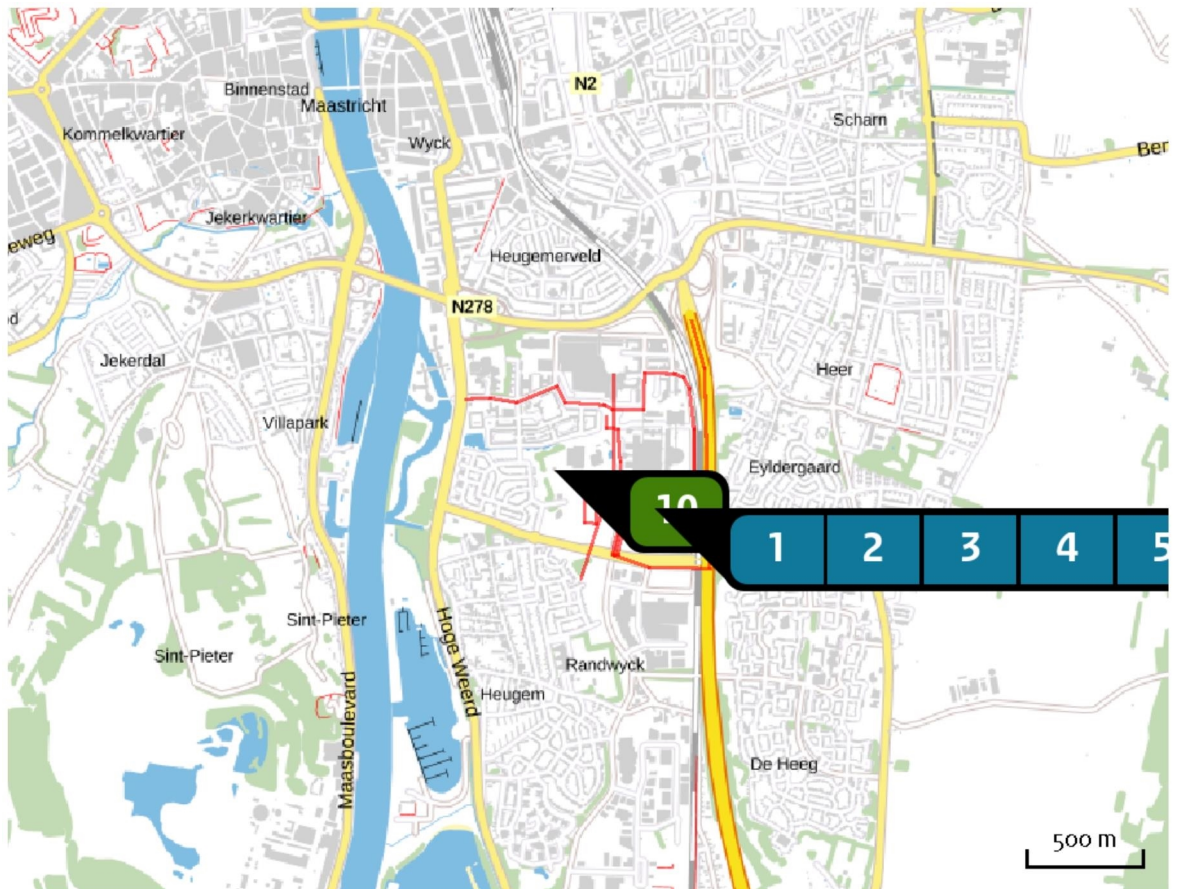 N2
Binnenstad
Maastricht
Scharn
Kommelkwartier
Wyck
Ber
Jekerkwartier
eweg
Heugemerveld
N278
d
Jekerdal
Heer
Villapark
Eyldergaard
10
1 2 3 4 5
Sint-Pieter
Hoge Weerd
Sint-Pieter
Randwyck
Heugem
Maasboulevard
De Heeg
500 m